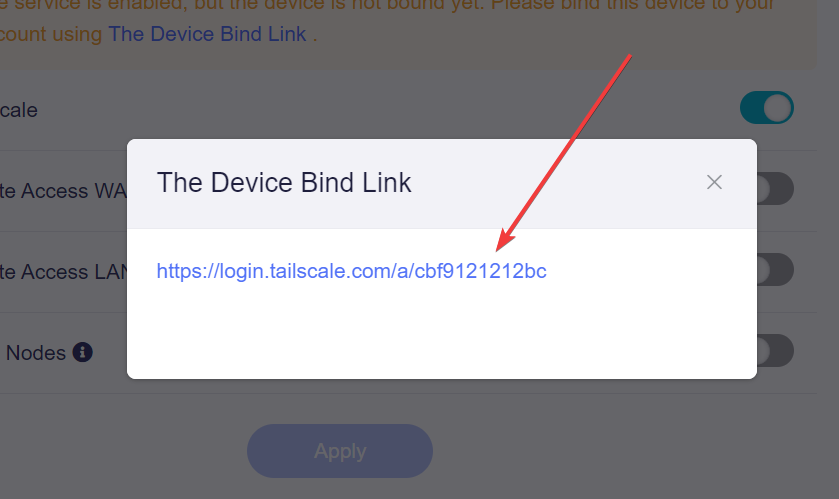 service is enabled, but the device is not bound yet. Please bind this device to your
count using The Device Bind Link .
cale
te Access WA
The Device Bind Link
https://login.tailscale.com/a/cbf9121212bc
te Access LAN
Nodes
Apply